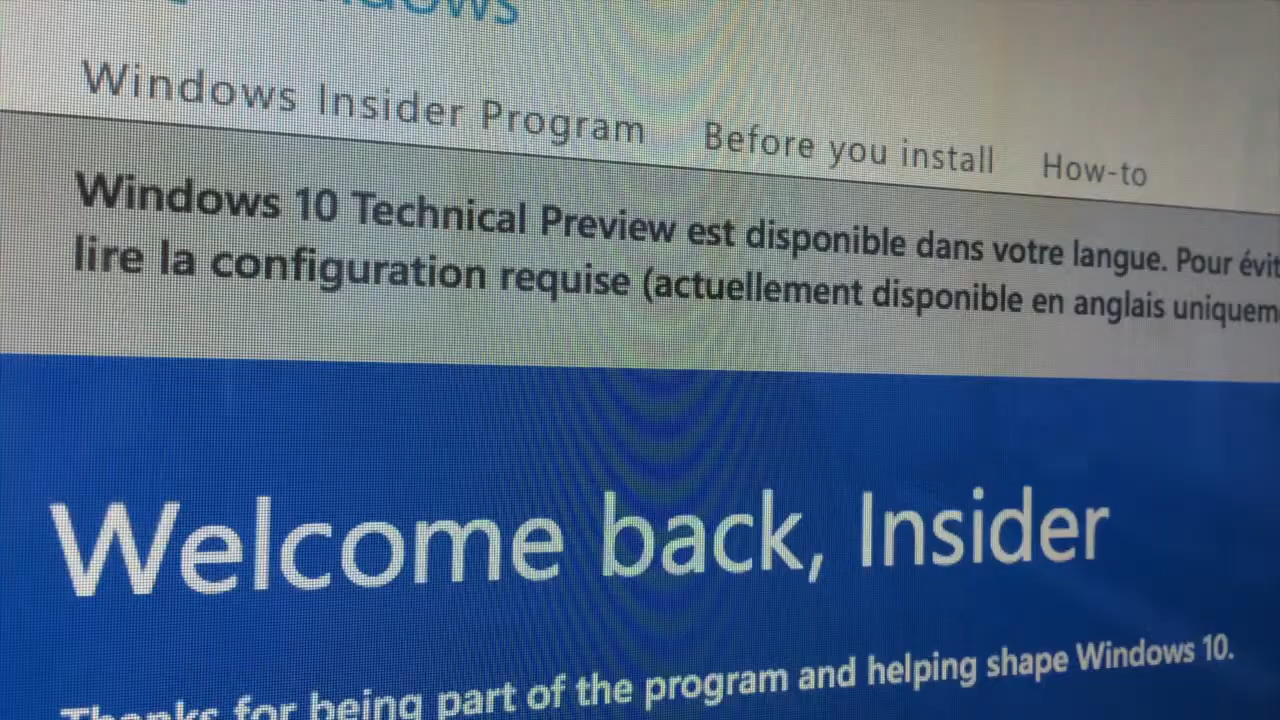 Windows Insider Program Before you install How-to
Windows 10 Technical Preview est disponible dans votre langue. Pour
lire la configuration requise (actuellement disponible en anglais
Welcome back, Insider
Thanks for being part of the program and helping shape Windows 10.